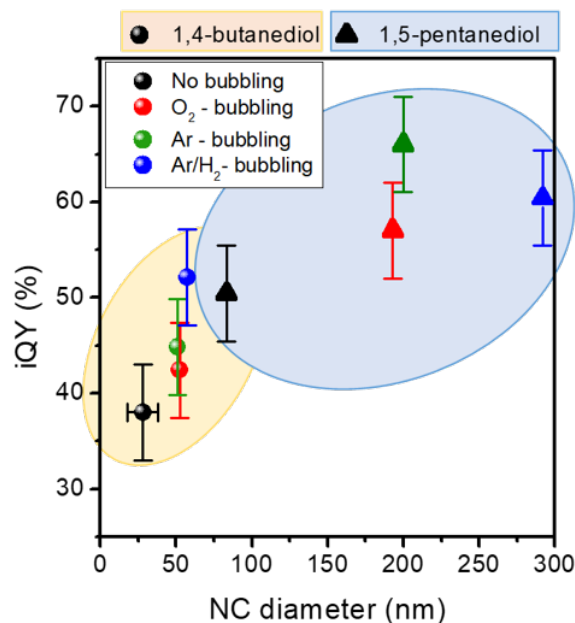 1,4-butanediol 1,5-pentanediol
No bubbling
O₂ - bubbling
Ar - bubbling
Ar/H₂- bubbling
70
60
50
40
30
iQY (%)
0 50 100 150 200 250 300
NC diameter (nm)